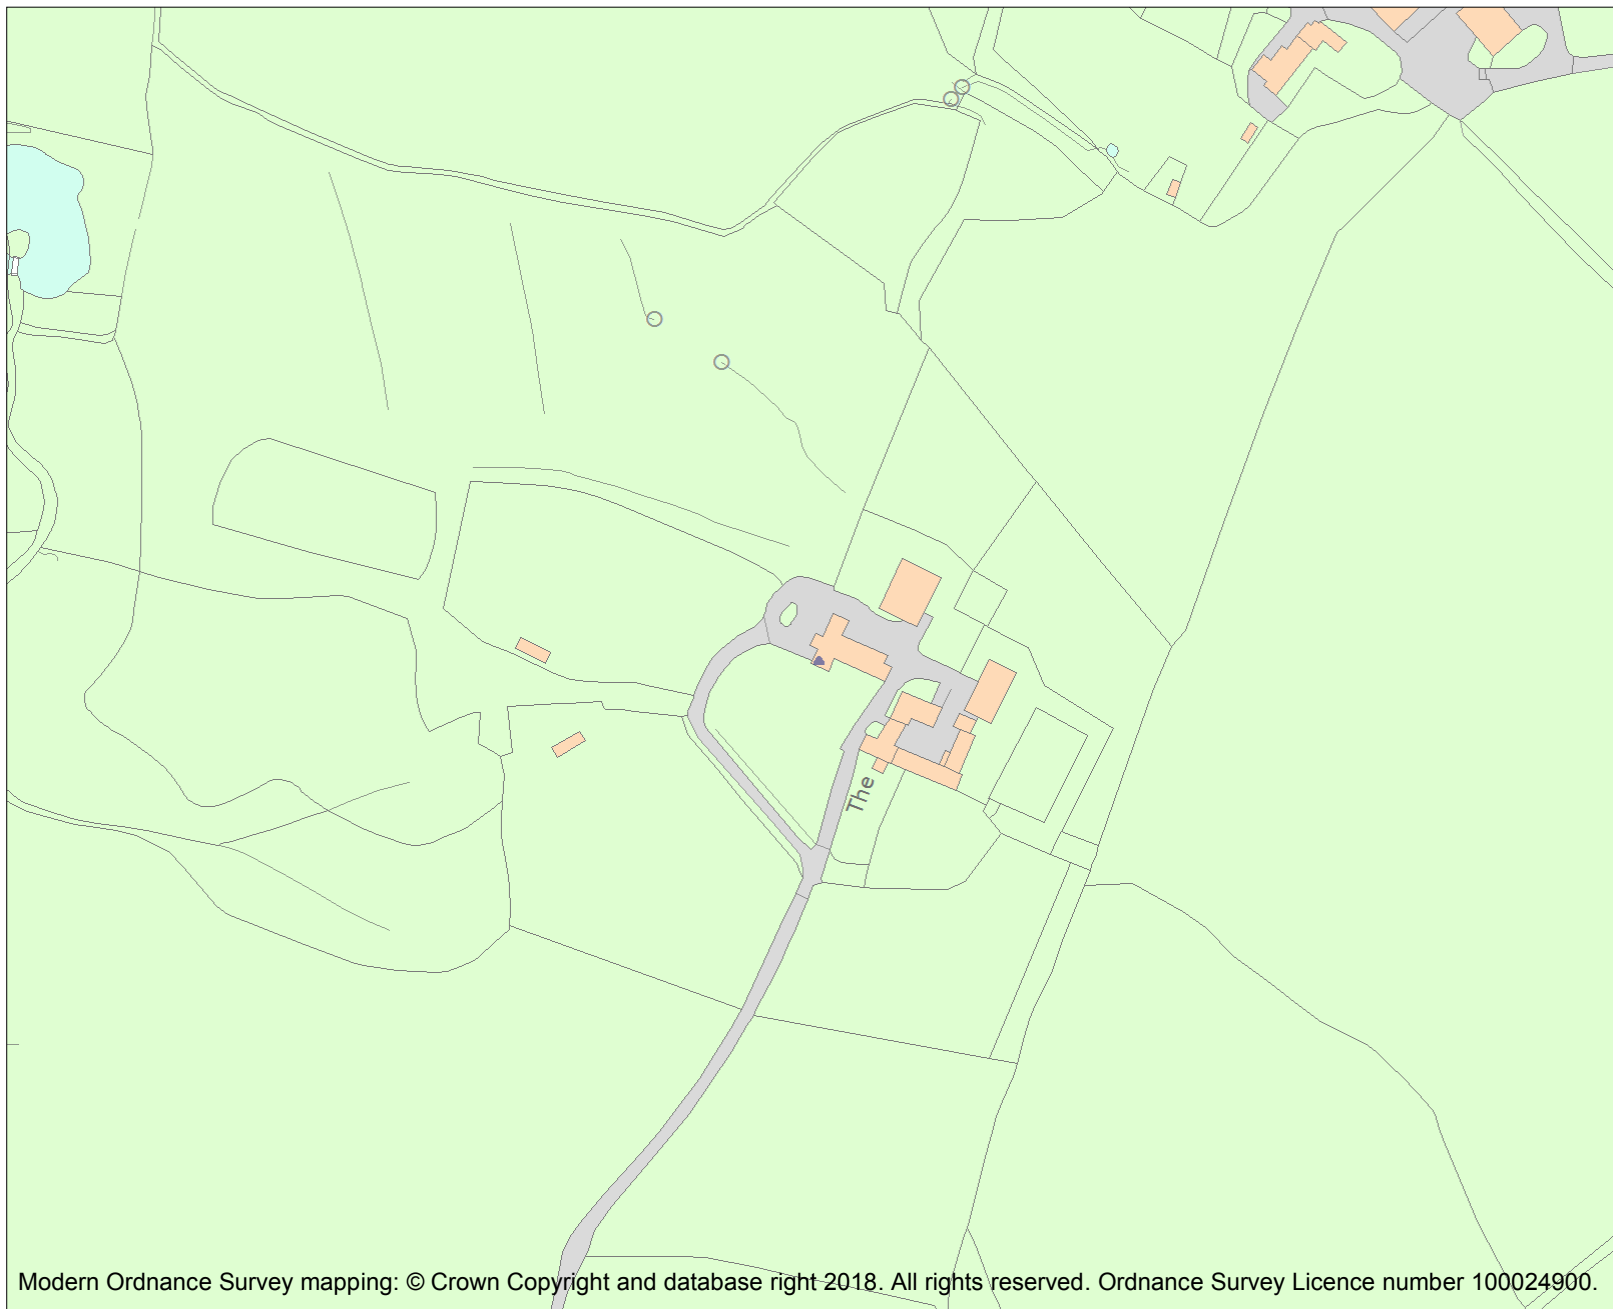 The
Modern Ordnance Survey mapping: © Crown Copyright and database right 2018. All rights reserved. Ordnance Survey Licence number 100024900.